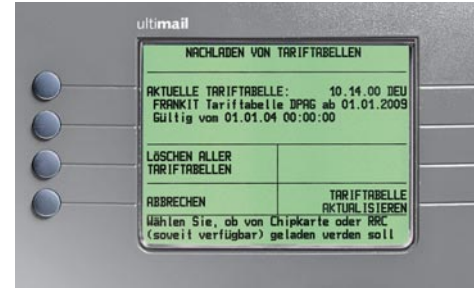 ultimail
NACHLADEN VON TARIFTABELLEN
AKTUELLE TARIFTABELLE: 10.14.00 DEU
FRANKIT Tariftabelle DPAG ab 01.01.2009
Gültig von 01.01.04 00:00:00
LÖSCHEN ALLER
TARIFTABELLEN
ABBRECHEN
TARIFTABELLE
AKTUALISIEREN
Wählen Sie, ob von Chipkarte oder RRC
(soweit verfügbar) geladen werden soll